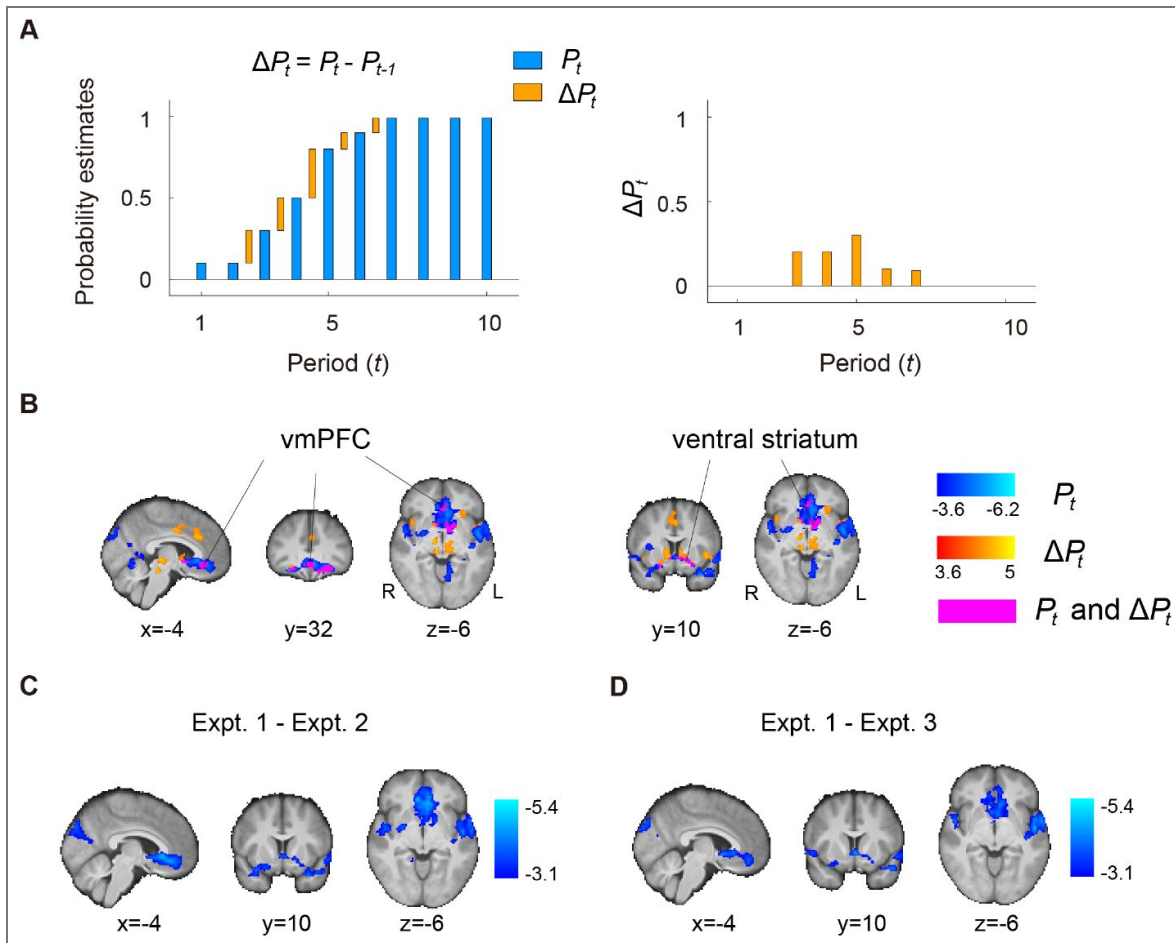 A
ΔPt = Pt - Pt-1
Pt
ΔPt
Probability estimates
1
0.5
0
1 5 10
Period (t)
ΔPt
1
0.5
0
1 5 10
Period (t)
B
vmPFC
ventral striatum
R L
x=-4 y=32 z=-6
R L
y=10 z=-6
-3.6 -6.2 Pt
3.6 5 ΔPt
Pt and ΔPt
C
Expt. 1 - Expt. 2
-5.4
-3.1
x=-4 y=10 z=-6
D
Expt. 1 - Expt. 3
-5.4
-3.1
x=-4 y=10 z=-6